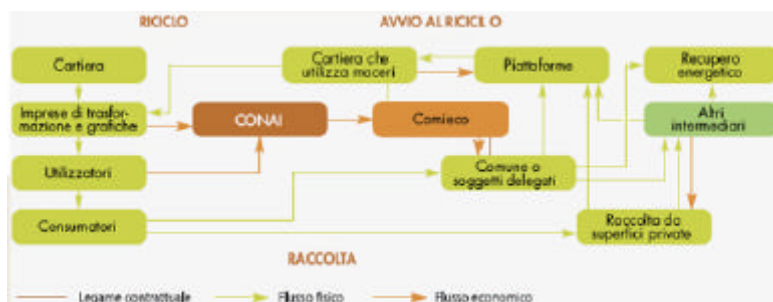 RICICLO
AVVIO AL RICICLO
Cartiera
Cartiera che
utilizza maceri
Piattaforme
Recupero
energetico
Imprese di trasfor-
mazione e grafiche
CONAI
Comieco
Altri
intermediari
Utilizzatori
Comune o
soggetti delegati
Consumatori
Raccolta da
superfici private
RACCOLTA
Legame contrattuale
Flusso fisico
Flusso economico